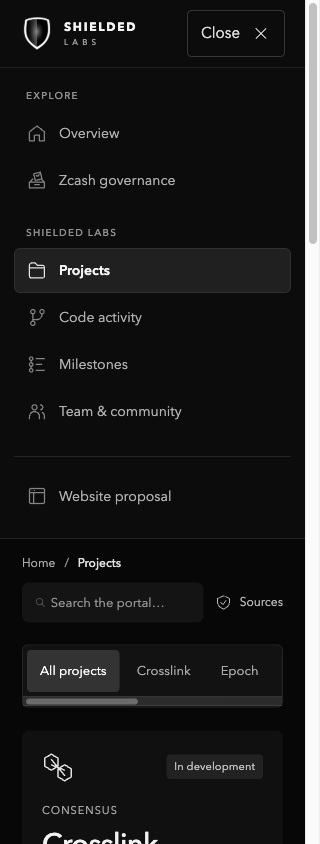 SHIELDED
LABS
Close
EXPLORE
Overview
Zcash governance
SHIELDED LABS
Projects
Code activity
Milestones
Team & community
Website proposal
Home / Projects
Search the portal…
Sources
All projects
Crosslink
Epoch
In development
CONSENSUS
Crosslink